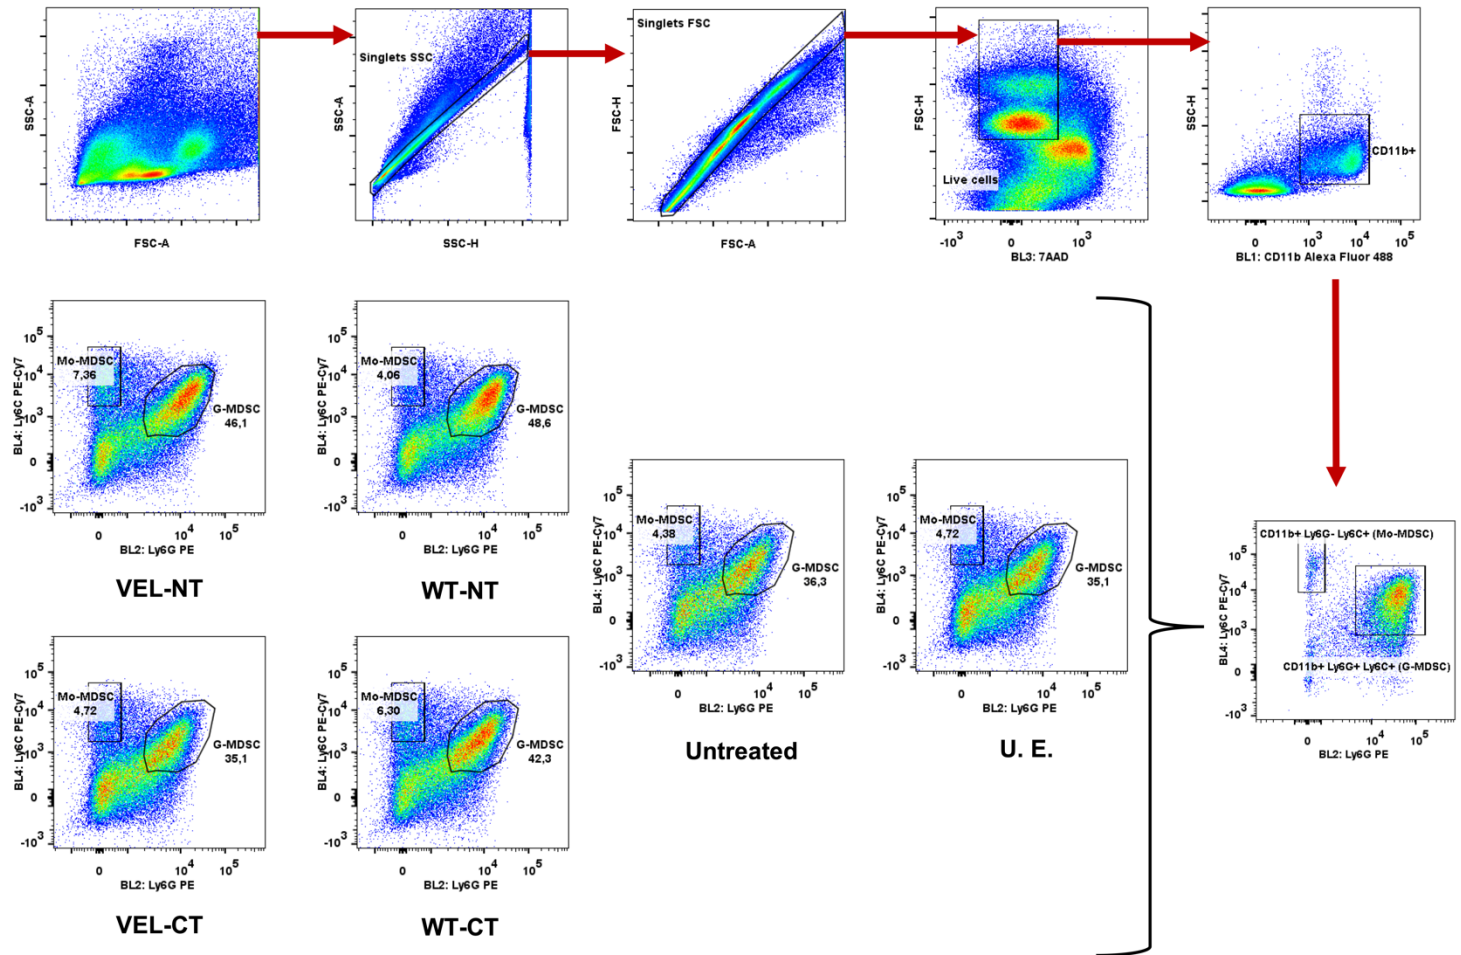 SSC-A
FSC-A
Singlets SSC
SSC-A
SSC-H
Singlets FSC
FSC-H
FSC-A
Live cells
FSC-H
-10³ 0 10³
BL3: 7AAD
CD11b+
SSC-H
0 10³ 10⁴ 10⁵
BL1: CD11b Alexa Fluor 488
Mo-MDSC
7,36
G-MDSC
46,1
BL4: Ly6C PE-Cy7
10⁵
10⁴
10³
0
-10³
0 10⁴ 10⁵
BL2: Ly6G PE
VEL-NT
Mo-MDSC
4,06
G-MDSC
48,6
BL4: Ly6C PE-Cy7
10⁵
10⁴
10³
0
-10³
0 10⁴ 10⁵
BL2: Ly6G PE
WT-NT
Mo-MDSC
4,38
G-MDSC
36,3
BL4: Ly6C PE-Cy7
10⁵
10⁴
10³
0
-10³
0 10⁴ 10⁵
BL2: Ly6G PE
Untreated
Mo-MDSC
4,72
G-MDSC
35,1
BL4: Ly6C PE-Cy7
10⁵
10⁴
10³
0
-10³
0 10⁴ 10⁵
BL2: Ly6G PE
U. E.
CD11b+ Ly6G- Ly6C+ (Mo-MDSC)
CD11b+ Ly6G+ Ly6C+ (G-MDSC)
BL4: Ly6C PE-Cy7
10⁵
10⁴
10³
0
-10³
0 10⁴ 10⁵
BL2: Ly6G PE
Mo-MDSC
4,72
G-MDSC
35,1
BL4: Ly6C PE-Cy7
10⁵
10⁴
10³
0
-10³
0 10⁴ 10⁵
BL2: Ly6G PE
VEL-CT
Mo-MDSC
6,30
G-MDSC
42,3
BL4: Ly6C PE-Cy7
10⁵
10⁴
10³
0
-10³
0 10⁴ 10⁵
BL2: Ly6G PE
WT-CT